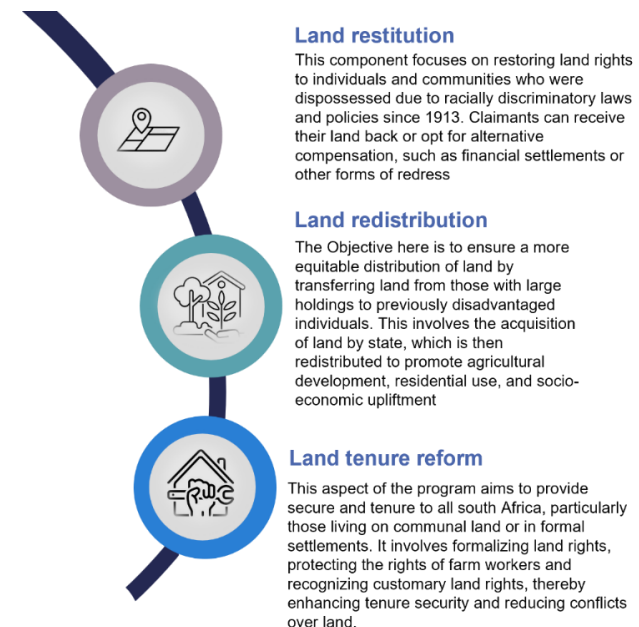 Land restitution
This component focuses on restoring land rights
to individuals and communities who were
dispossessed due to racially discriminatory laws
and policies since 1913. Claimants can receive
their land back or opt for alternative
compensation, such as financial settlements or
other forms of redress
Land redistribution
The Objective here is to ensure a more
equitable distribution of land by
transferring land from those with large
holdings to previously disadvantaged
individuals. This involves the acquisition
of land by state, which is then
redistributed to promote agricultural
development, residential use, and socio-
economic upliftment
Land tenure reform
This aspect of the program aims to provide
secure and tenure to all south Africa, particularly
those living on communal land or in formal
settlements. It involves formalizing land rights,
protecting the rights of farm workers and
recognizing customary land rights, thereby
enhancing tenure security and reducing conflicts
over land.